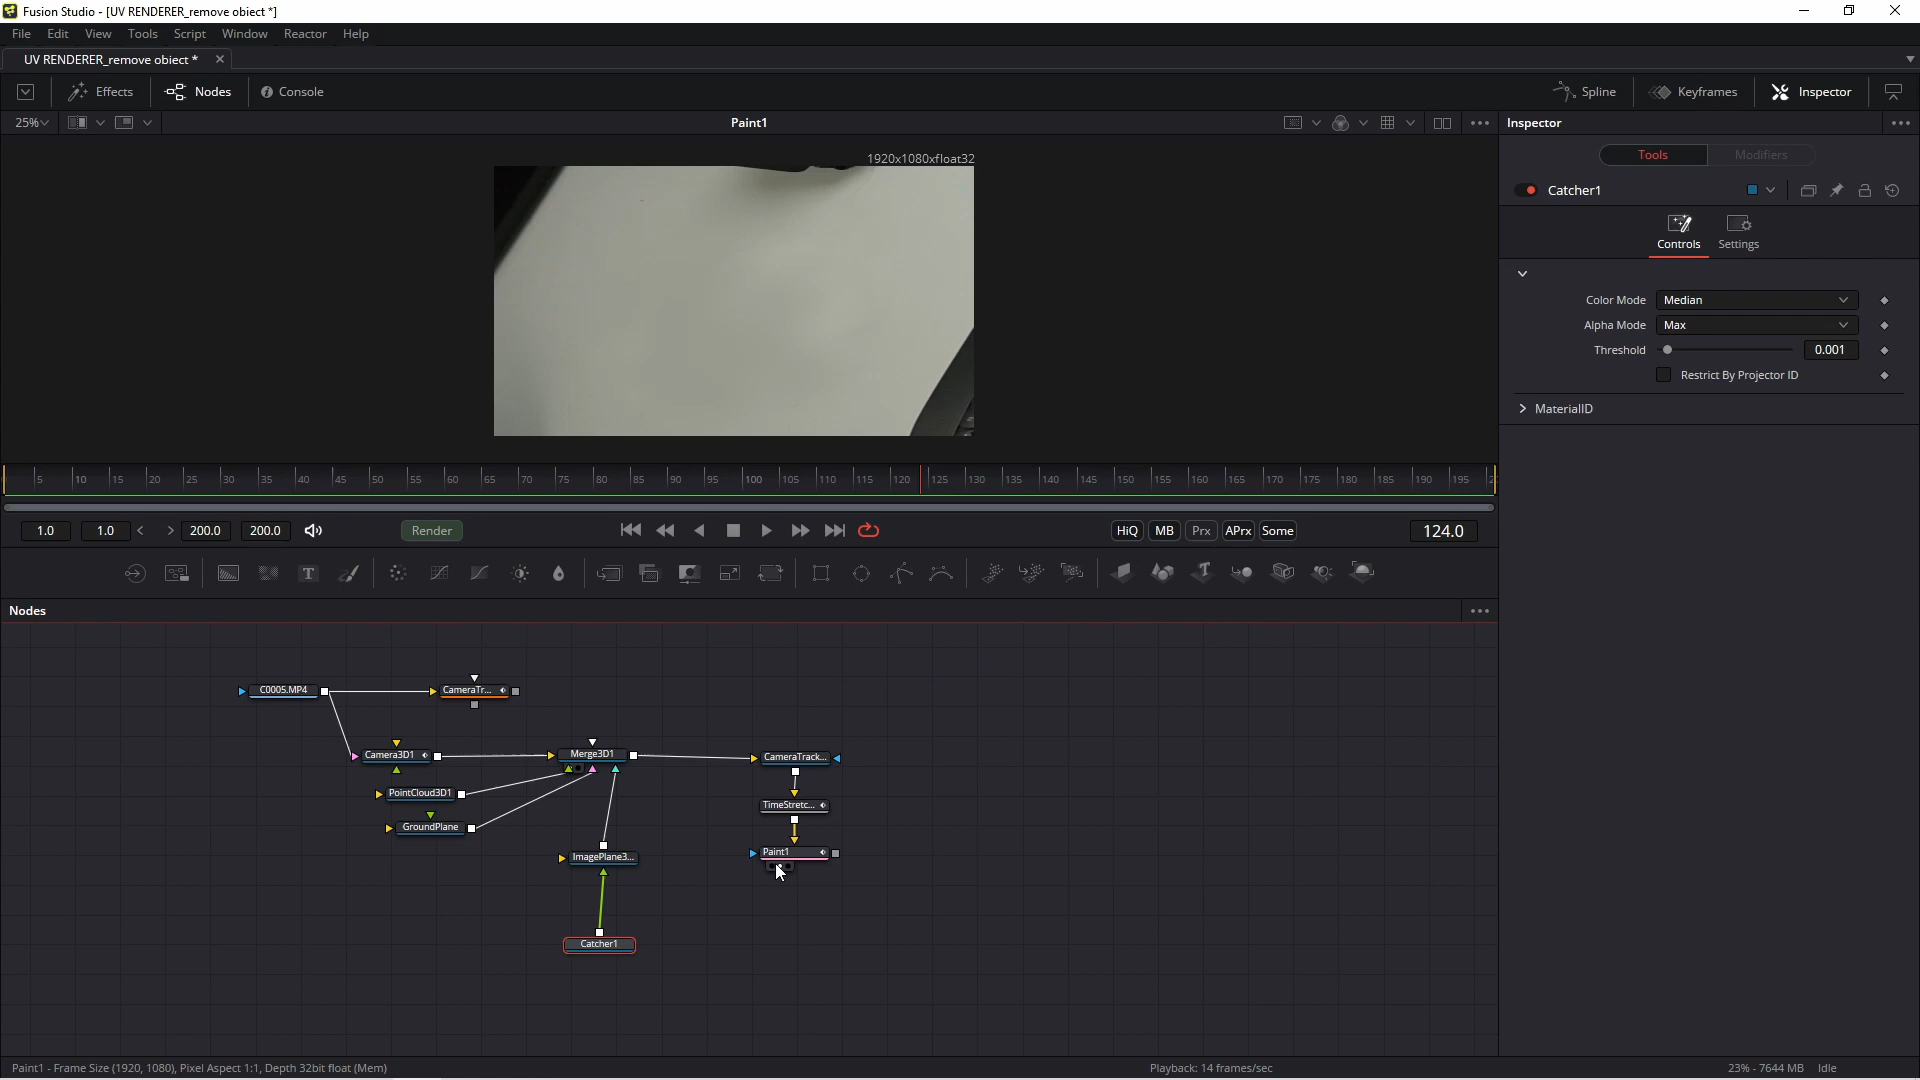 Fusion Studio - [UV RENDERER_remove obiect *]
File Edit View Tools Script Window Reactor Help
UV RENDERER_remove obiect *
Effects Nodes Console Spline Keyframes Inspector
25% Paint1 Inspector
1920x1080xfloat32
Tools Modifiers
Catcher1
Controls Settings
Color Mode Median
Alpha Mode Max
Threshold 0.001
Restrict By Projector ID
MaterialID
5 10 15 20 25 30 35 40 45 50 55 60 65 70 75 80 85 90 95 100 105 110 115 120 125 130 135 140 145 150 155 160 165 170 175 180 185 190 195
1.0 1.0 < > 200.0 200.0 Render HiQ MB Prx APrx Some 124.0
Nodes
C0005.MP4 CameraTr...
Camera3D1 Merge3D1 CameraTrack...
PointCloud3D1 TimeStretc...
GroundPlane
ImagePlane3... Paint1
Catcher1
Paint1 - Frame Size (1920, 1080), Pixel Aspect 1:1, Depth 32bit float (Mem) Playback: 14 frames/sec 23% - 7644 MB Idle